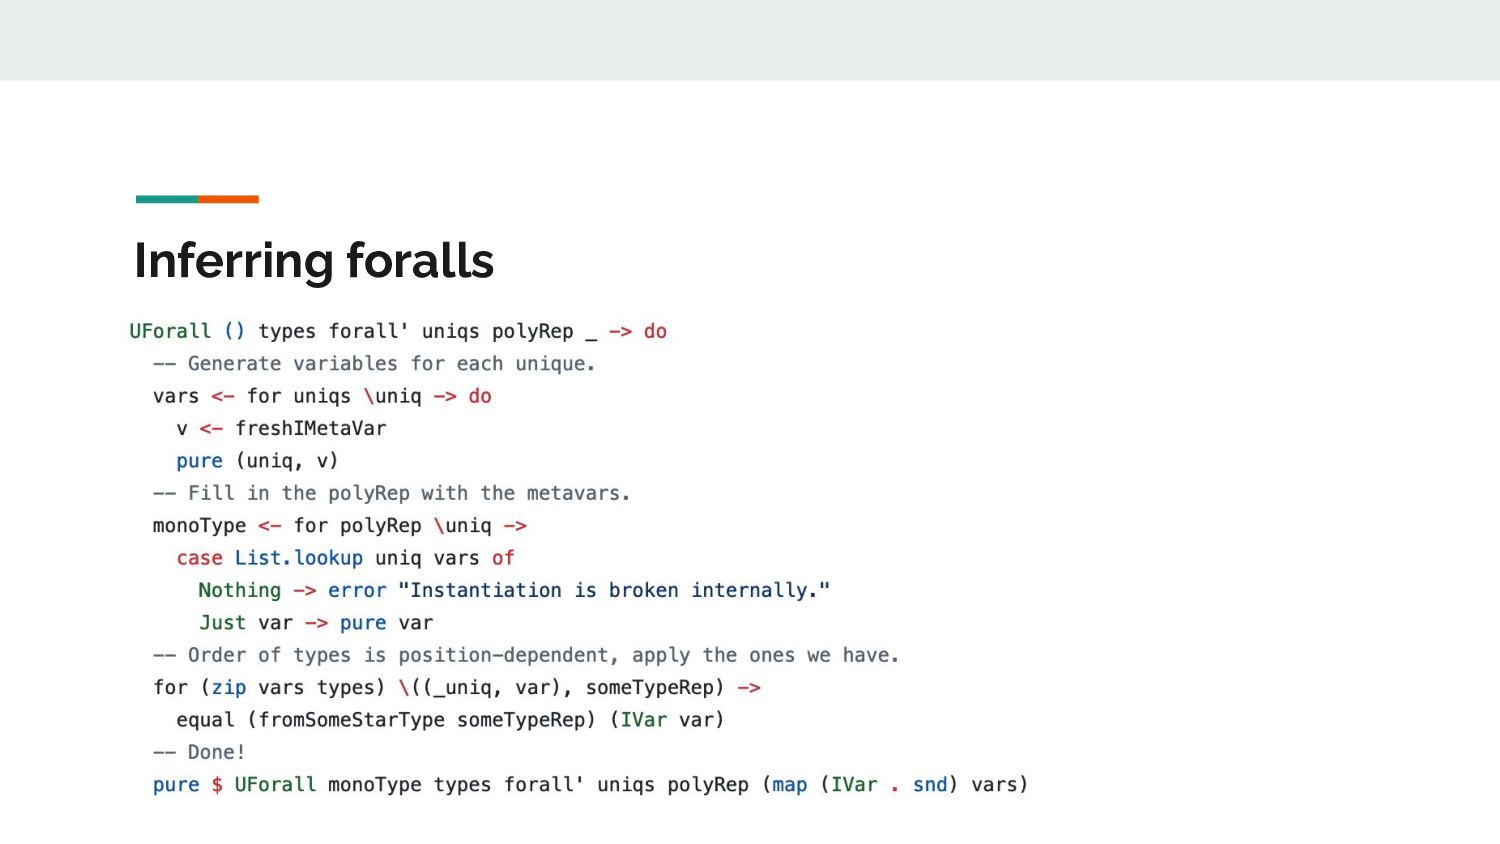 Inferring foralls
UForall () types forall' uniqs polyRep _ -> do
  -- Generate variables for each unique.
  vars <- for uniqs \uniq -> do
    v <- freshIMetaVar
    pure (uniq, v)
  -- Fill in the polyRep with the metavars.
  monoType <- for polyRep \uniq ->
    case List.lookup uniq vars of
      Nothing -> error "Instantiation is broken internally."
      Just var -> pure var
  -- Order of types is position-dependent, apply the ones we have.
  for (zip vars types) \((_uniq, var), someTypeRep) ->
    equal (fromSomeStarType someTypeRep) (IVar var)
  -- Done!
  pure $ UForall monoType types forall' uniqs polyRep (map (IVar . snd) vars)